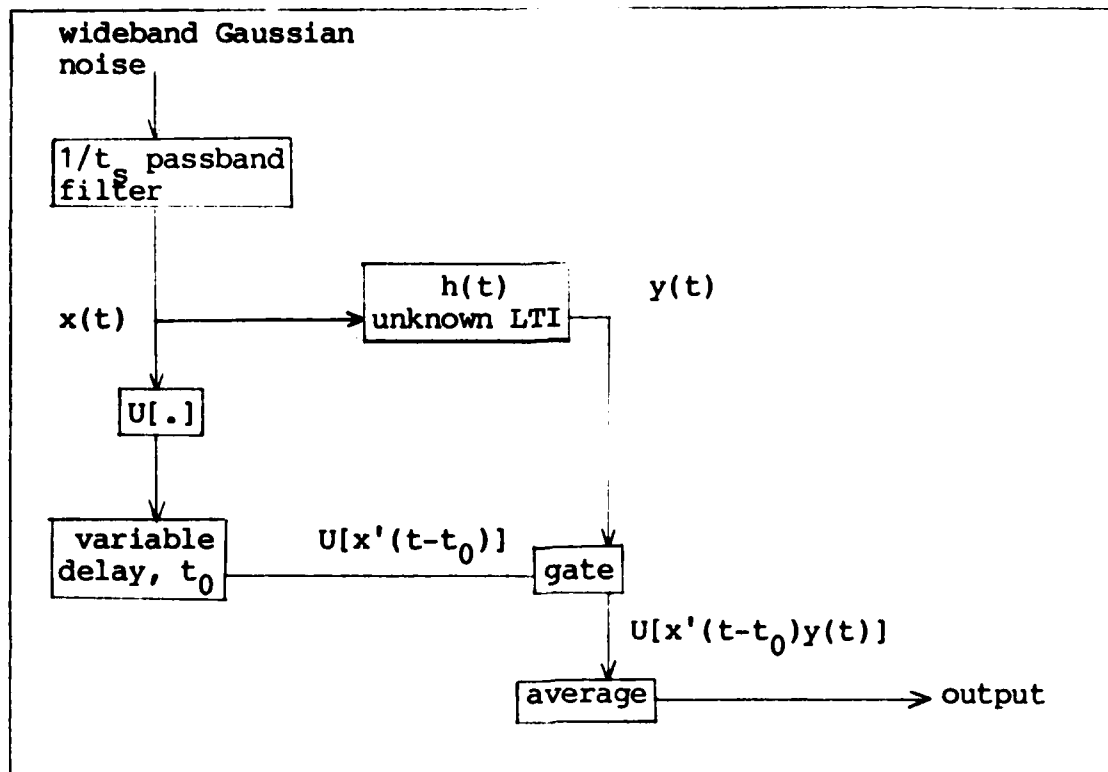 wideband Gaussian
noise
1/t_s passband
filter
h(t)
unknown LTI
y(t)
x(t)
U[.]
variable
delay, t_0
U[x'(t-t_0)]
gate
U[x'(t-t_0)y(t)]
average
output